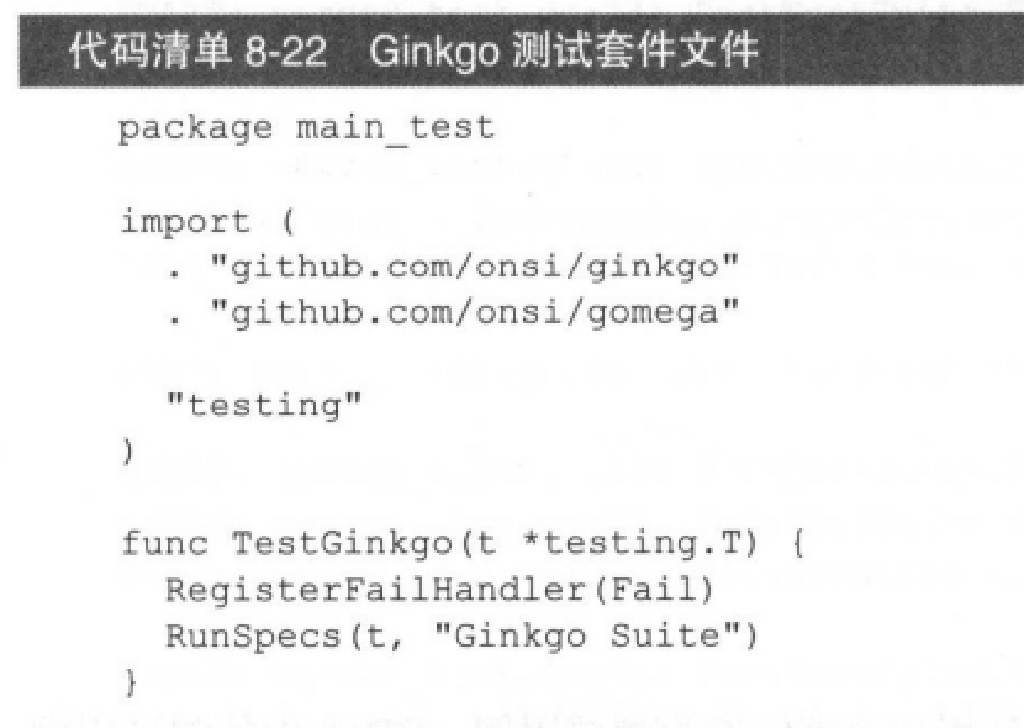 代码清单 8-22 Ginkgo 测试套件文件
package main_test
import (
. "github.com/onsi/ginkgo"
. "github.com/onsi/gomega"
"testing"
)
func TestGinkgo(t *testing.T) {
RegisterFailHandler(Fail)
RunSpecs(t, "Ginkgo Suite")
}